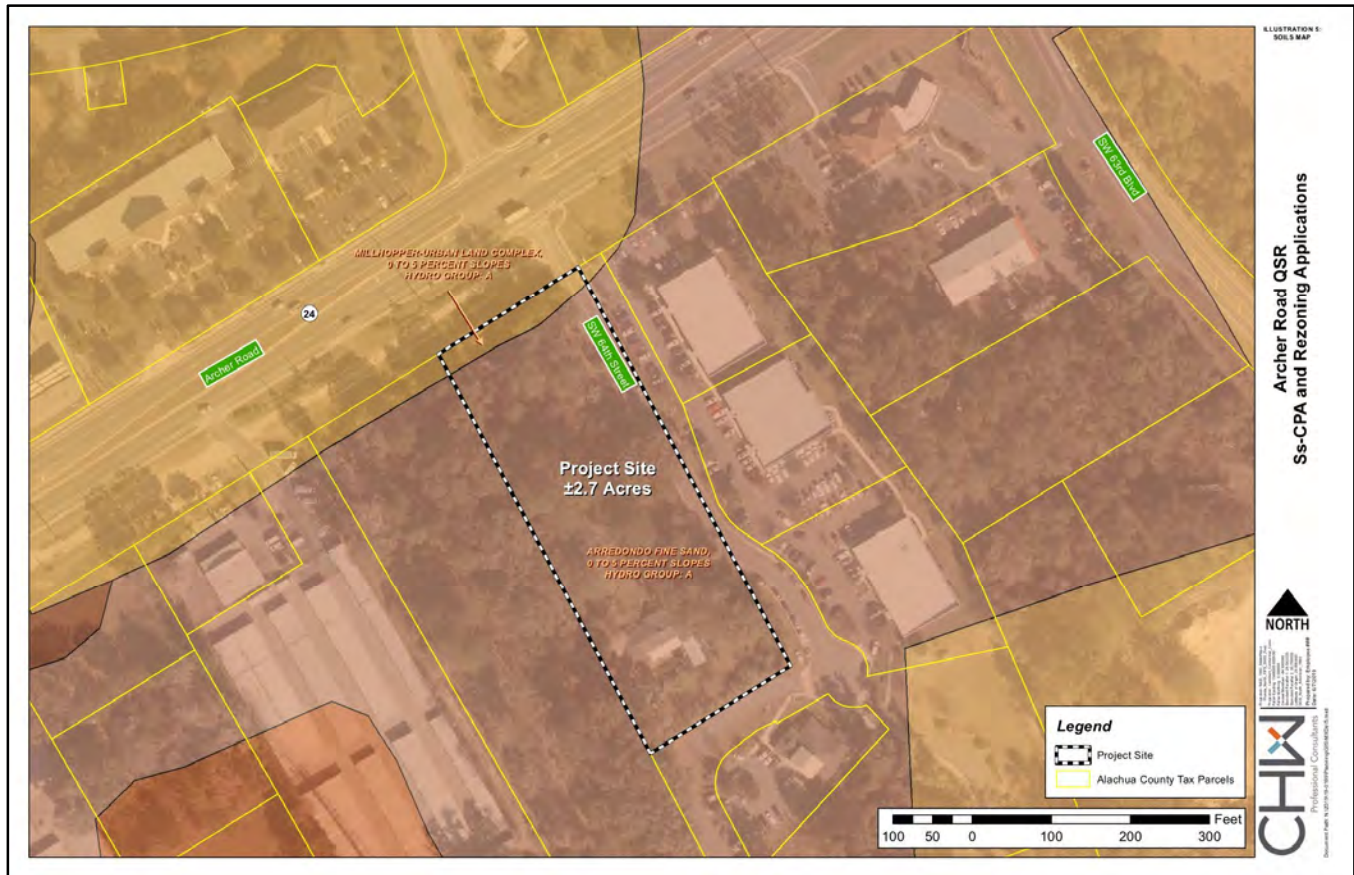 ILLUSTRATION 5:
SOILS MAP
Archer Road QSR
Ss-CPA and Rezoning Applications
SW 63rd Blvd
MILLHOPPER-URBAN LAND COMPLEX,
0 TO 5 PERCENT SLOPES
HYDRO GROUP: A
24
Archer Road
SW 64th Street
Project Site
±2.7 Acres
ARREDONDO FINE SAND,
0 TO 5 PERCENT SLOPES
HYDRO GROUP: A
NORTH
Legend
Project Site
Alachua County Tax Parcels
Feet
100 50 0 100 200 300
CHW
Professional Consultants